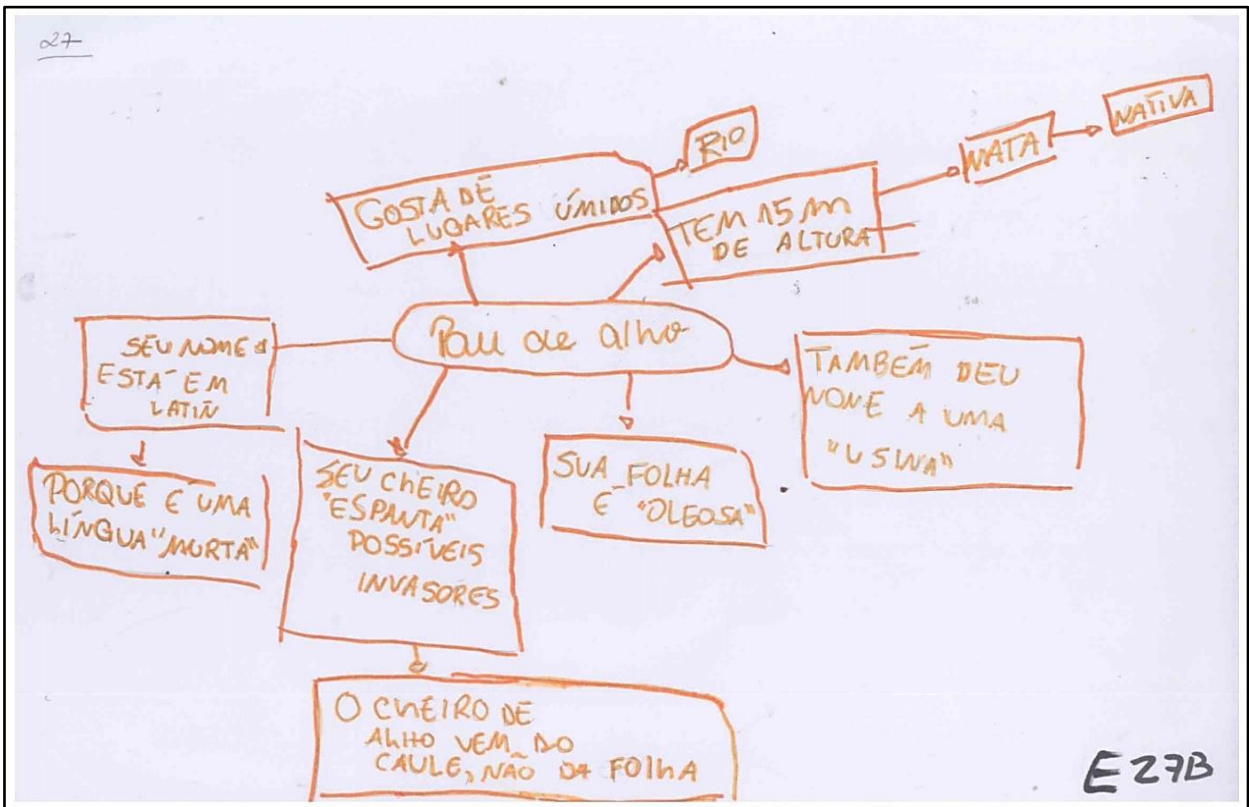 27
RIO
MATA
NATIVA
GOSTA DE
LUGARES ÚMIDOS
TEM 15 m
DE ALTURA
Pau de alho
SEU NOME
ESTÁ EM
LATIN
PORQUE É UMA
LÍNGUA "MORTA"
SEU CHEIRO
"ESPANTA"
POSSÍVEIS
INVASORES
SUA FOLHA
É "OLEOSA"
TAMBÉM DEU
NOME A UMA
"USINA"
O CHEIRO DE
ALHO VEM DO
CAULE, NÃO DA FOLHA
E 27B